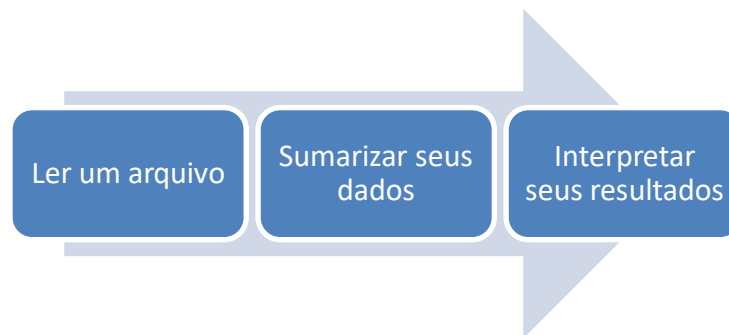 Ler um arquivo
Sumarizar seus
dados
Interpretar
seus resultados